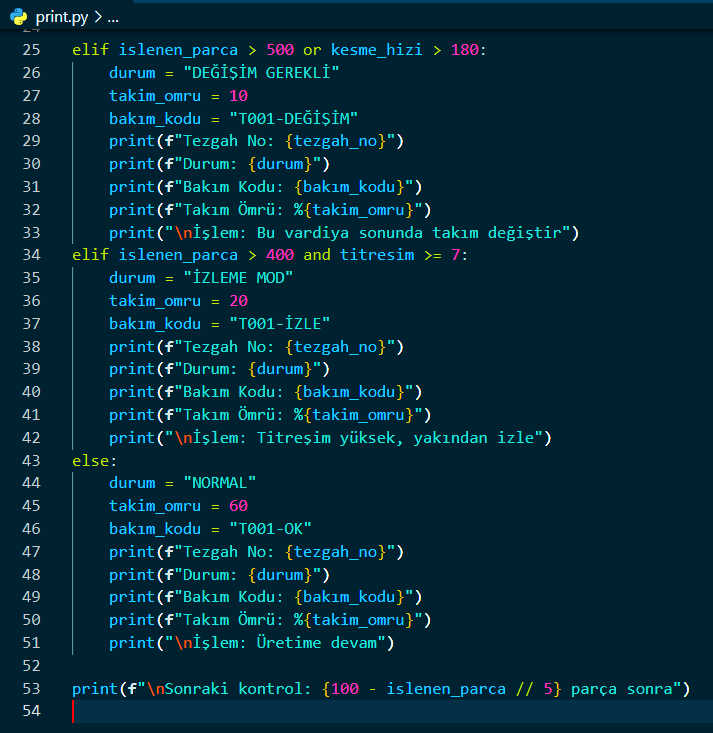 print.py > ...
24
25 elif islenen_parca > 500 or kesme_hizi > 180:
26     durum = "DEĞİŞİM GEREKLİ"
27     takim_omru = 10
28     bakım_kodu = "T001-DEĞİŞİM"
29     print(f"Tezgah No: {tezgah_no}")
30     print(f"Durum: {durum}")
31     print(f"Bakım Kodu: {bakım_kodu}")
32     print(f"Takım Ömrü: %{takim_omru}")
33     print("\nİşlem: Bu vardiya sonunda takım değiştir")
34 elif islenen_parca > 400 and titresim >= 7:
35     durum = "İZLEME MOD"
36     takim_omru = 20
37     bakım_kodu = "T001-İZLE"
38     print(f"Tezgah No: {tezgah_no}")
39     print(f"Durum: {durum}")
40     print(f"Bakım Kodu: {bakım_kodu}")
41     print(f"Takım Ömrü: %{takim_omru}")
42     print("\nİşlem: Titreşim yüksek, yakından izle")
43 else:
44     durum = "NORMAL"
45     takim_omru = 60
46     bakım_kodu = "T001-OK"
47     print(f"Tezgah No: {tezgah_no}")
48     print(f"Durum: {durum}")
49     print(f"Bakım Kodu: {bakım_kodu}")
50     print(f"Takım Ömrü: %{takim_omru}")
51     print("\nİşlem: Üretime devam")
52
53 print(f"\nSonraki kontrol: {100 - islenen_parca // 5} parça sonra")
54